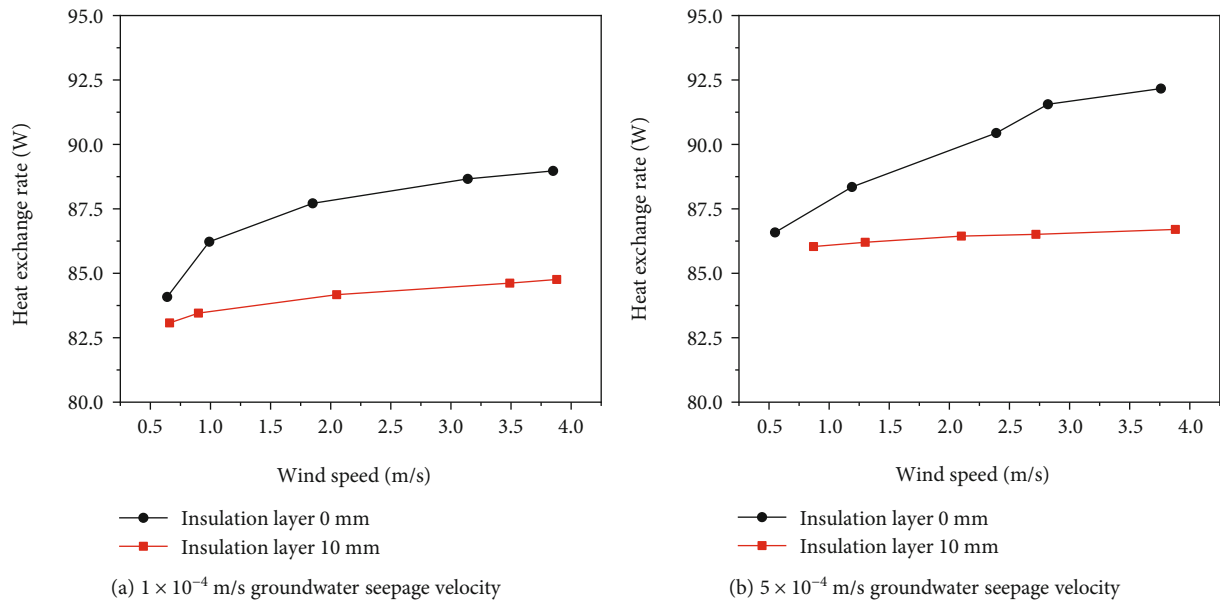 95.0
92.5
90.0
87.5
85.0
82.5
80.0
Heat exchange rate (W)
0.5 1.0 1.5 2.0 2.5 3.0 3.5 4.0
Wind speed (m/s)
Insulation layer 0 mm
Insulation layer 10 mm
(a) 1 × 10⁻⁴ m/s groundwater seepage velocity
95.0
92.5
90.0
87.5
85.0
82.5
80.0
Heat exchange rate (W)
0.5 1.0 1.5 2.0 2.5 3.0 3.5 4.0
Wind speed (m/s)
Insulation layer 0 mm
Insulation layer 10 mm
(b) 5 × 10⁻⁴ m/s groundwater seepage velocity